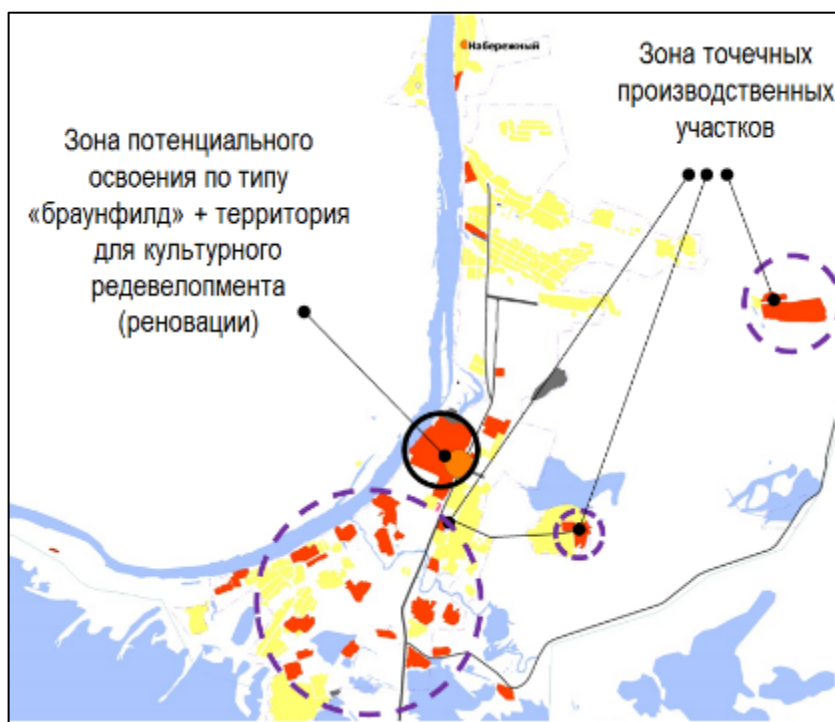 Набережный
Зона точечных
производственных
участков
Зона потенциального
освоения по типу
«браунфилд» + территория
для культурного
редевелопмента
(реновации)